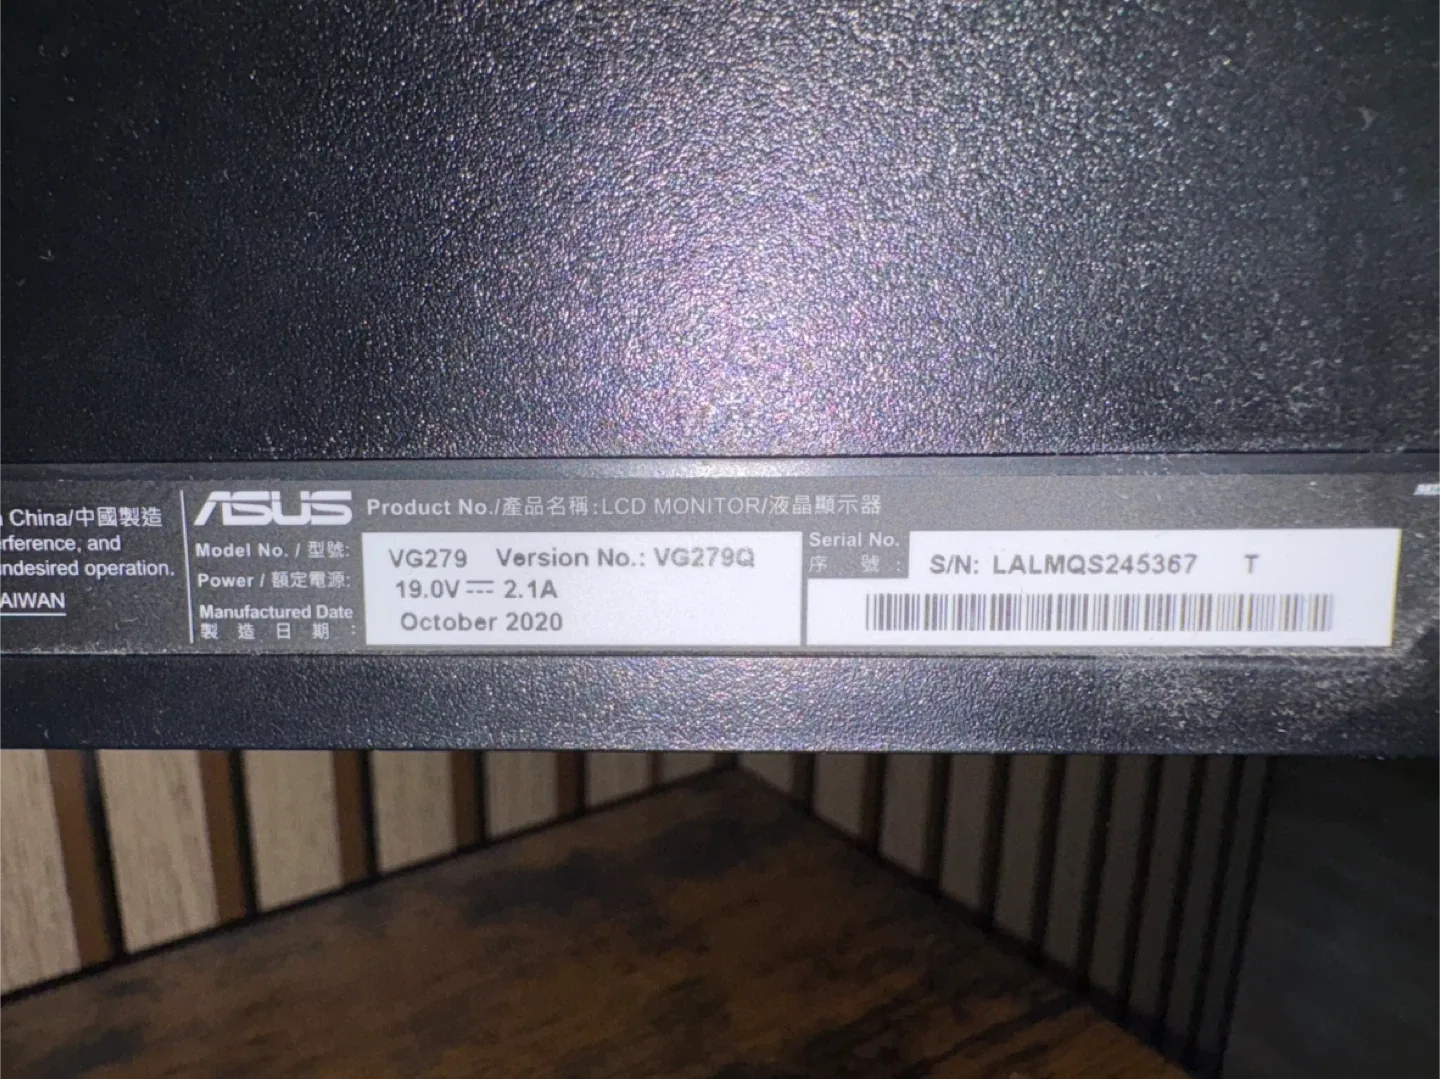 China/中國製造
rference, and
ndesired operation.
AIWAN
ASUS Product No./產品名稱:LCD MONITOR/液晶顯示器
Model No. / 型號: VG279 Version No.: VG279Q
Power / 額定電源: 19.0V⎓2.1A
Manufactured Date
製造日期: October 2020
Serial No.
序號: S/N: LALMQS245367 T